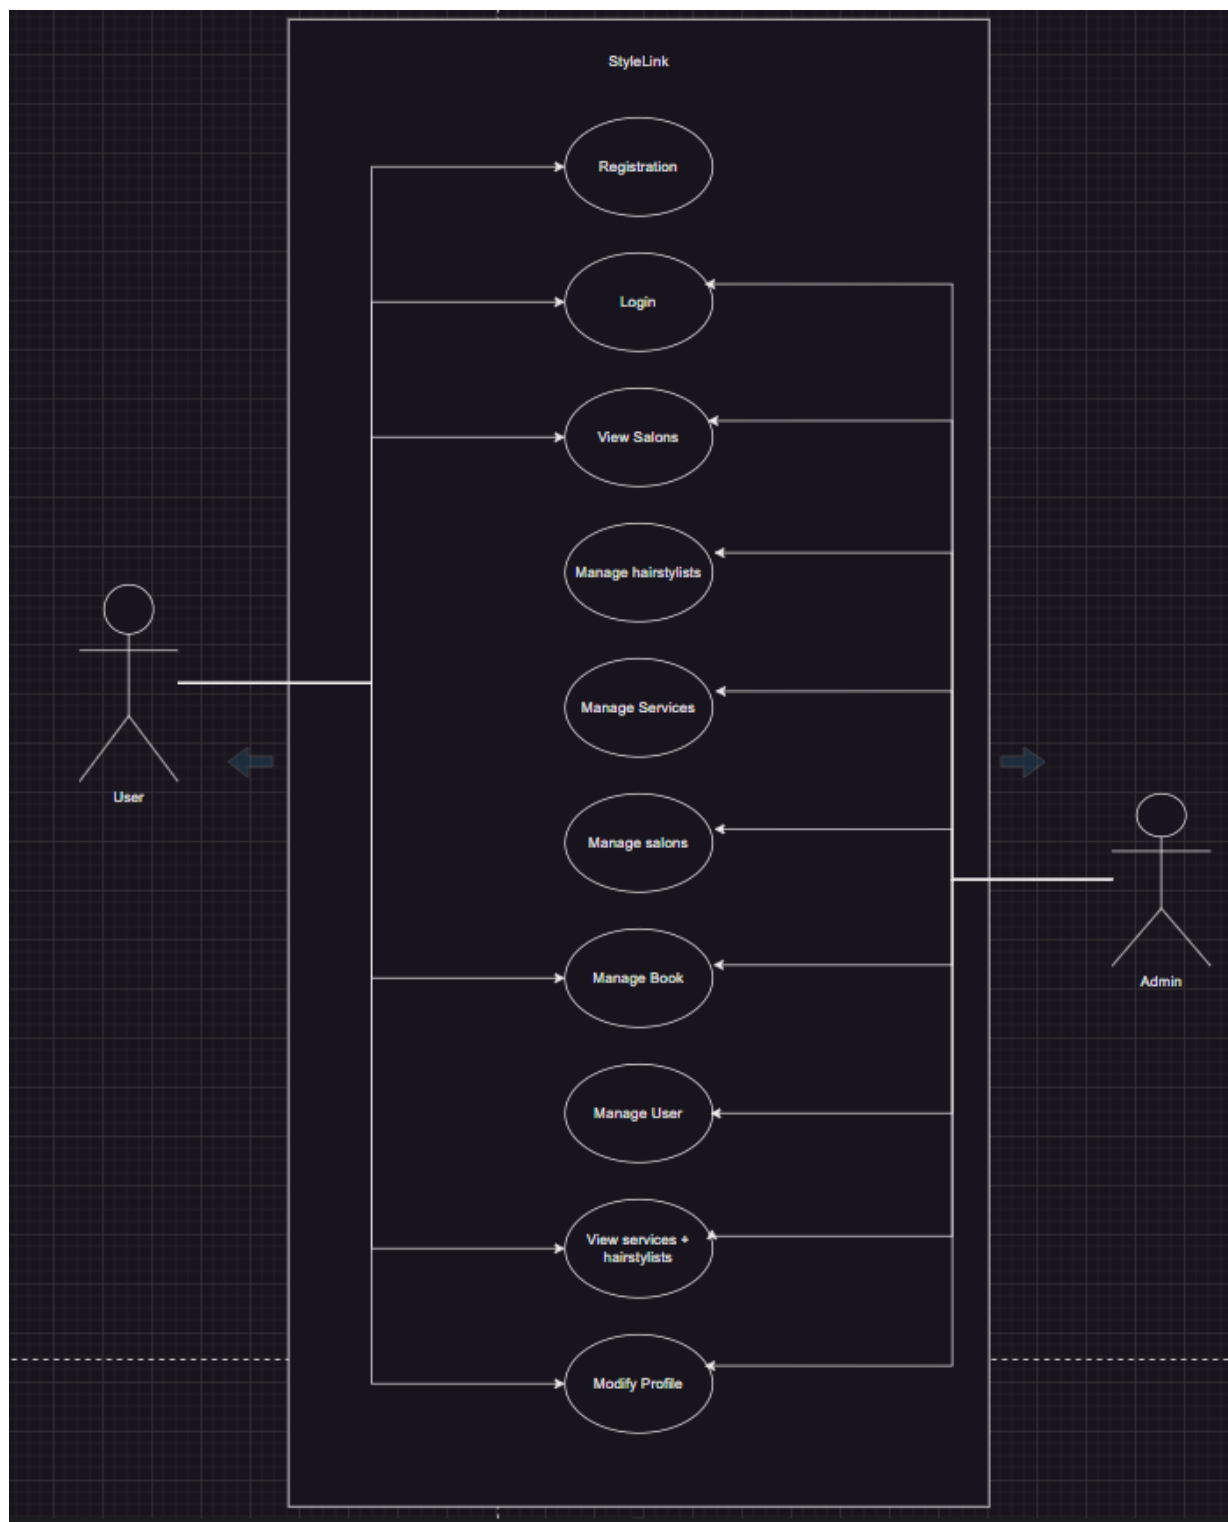 StyleLink
Registration
Login
View Salons
Manage hairstylists
Manage Services
Manage salons
Manage Book
Manage User
View services +
hairstylists
Modify Profile
User
Admin